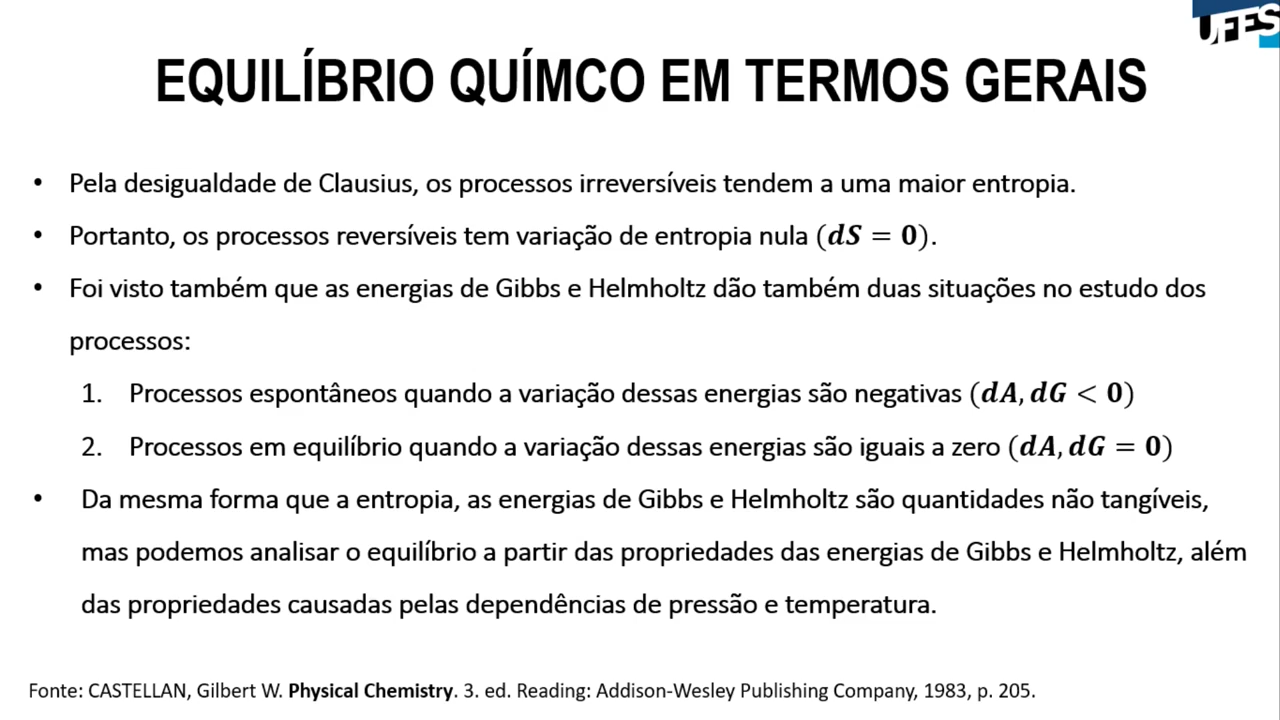 UFES
EQUILÍBRIO QUÍMCO EM TERMOS GERAIS
• Pela desigualdade de Clausius, os processos irreversíveis tendem a uma maior entropia.
• Portanto, os processos reversíveis tem variação de entropia nula (dS = 0).
• Foi visto também que as energias de Gibbs e Helmholtz dão também duas situações no estudo dos
processos:
1. Processos espontâneos quando a variação dessas energias são negativas (dA, dG < 0)
2. Processos em equilíbrio quando a variação dessas energias são iguais a zero (dA, dG = 0)
• Da mesma forma que a entropia, as energias de Gibbs e Helmholtz são quantidades não tangíveis,
mas podemos analisar o equilíbrio a partir das propriedades das energias de Gibbs e Helmholtz, além
das propriedades causadas pelas dependências de pressão e temperatura.
Fonte: CASTELLAN, Gilbert W. Physical Chemistry. 3. ed. Reading: Addison-Wesley Publishing Company, 1983, p. 205.